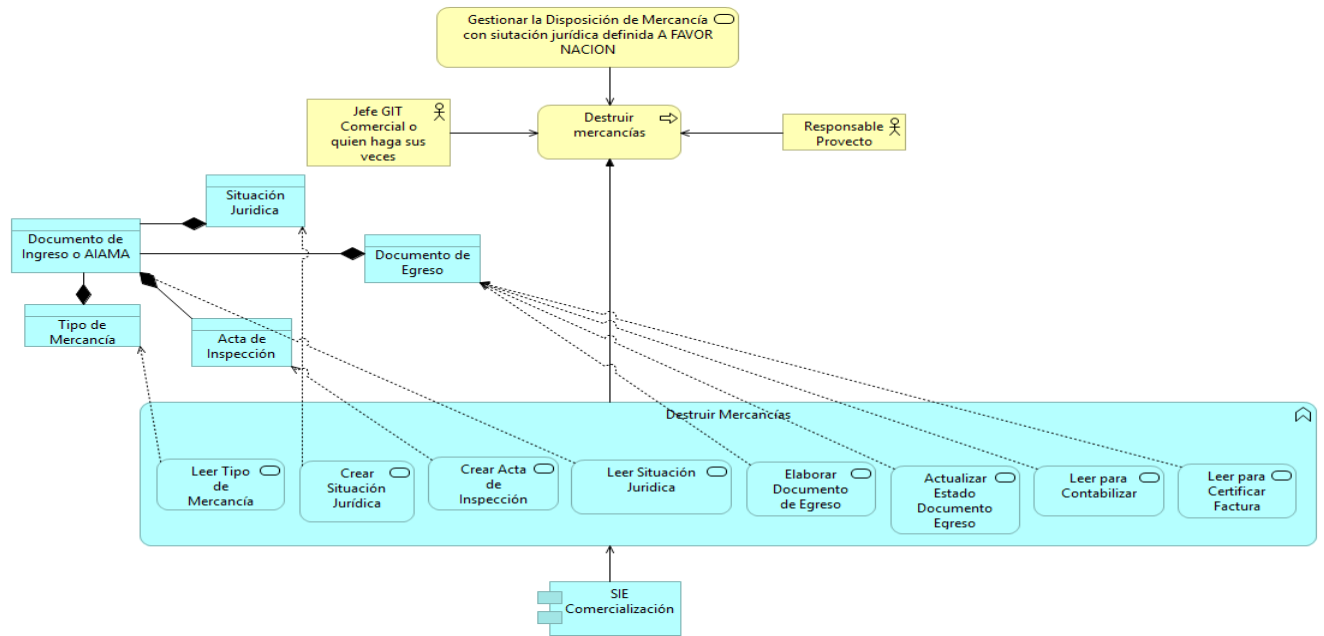 Gestionar la Disposición de Mercancía
con siutación jurídica definida A FAVOR
NACION
Jefe GIT
Comercial o
quien haga sus
veces
Destruir
mercancías
Responsable
Provecto
Situación
Juridica
Documento de
Ingreso o AIAMA
Documento de
Egreso
Tipo de
Mercancía
Acta de
Inspección
Destruir Mercancías
Leer Tipo
de
Mercancía
Crear
Situación
Jurídica
Crear Acta
de
Inspección
Leer Situación
Juridica
Elaborar
Documento
de Egreso
Actualizar
Estado
Documento
Egreso
Leer para
Contabilizar
Leer para
Certificar
Factura
SIE
Comercialización